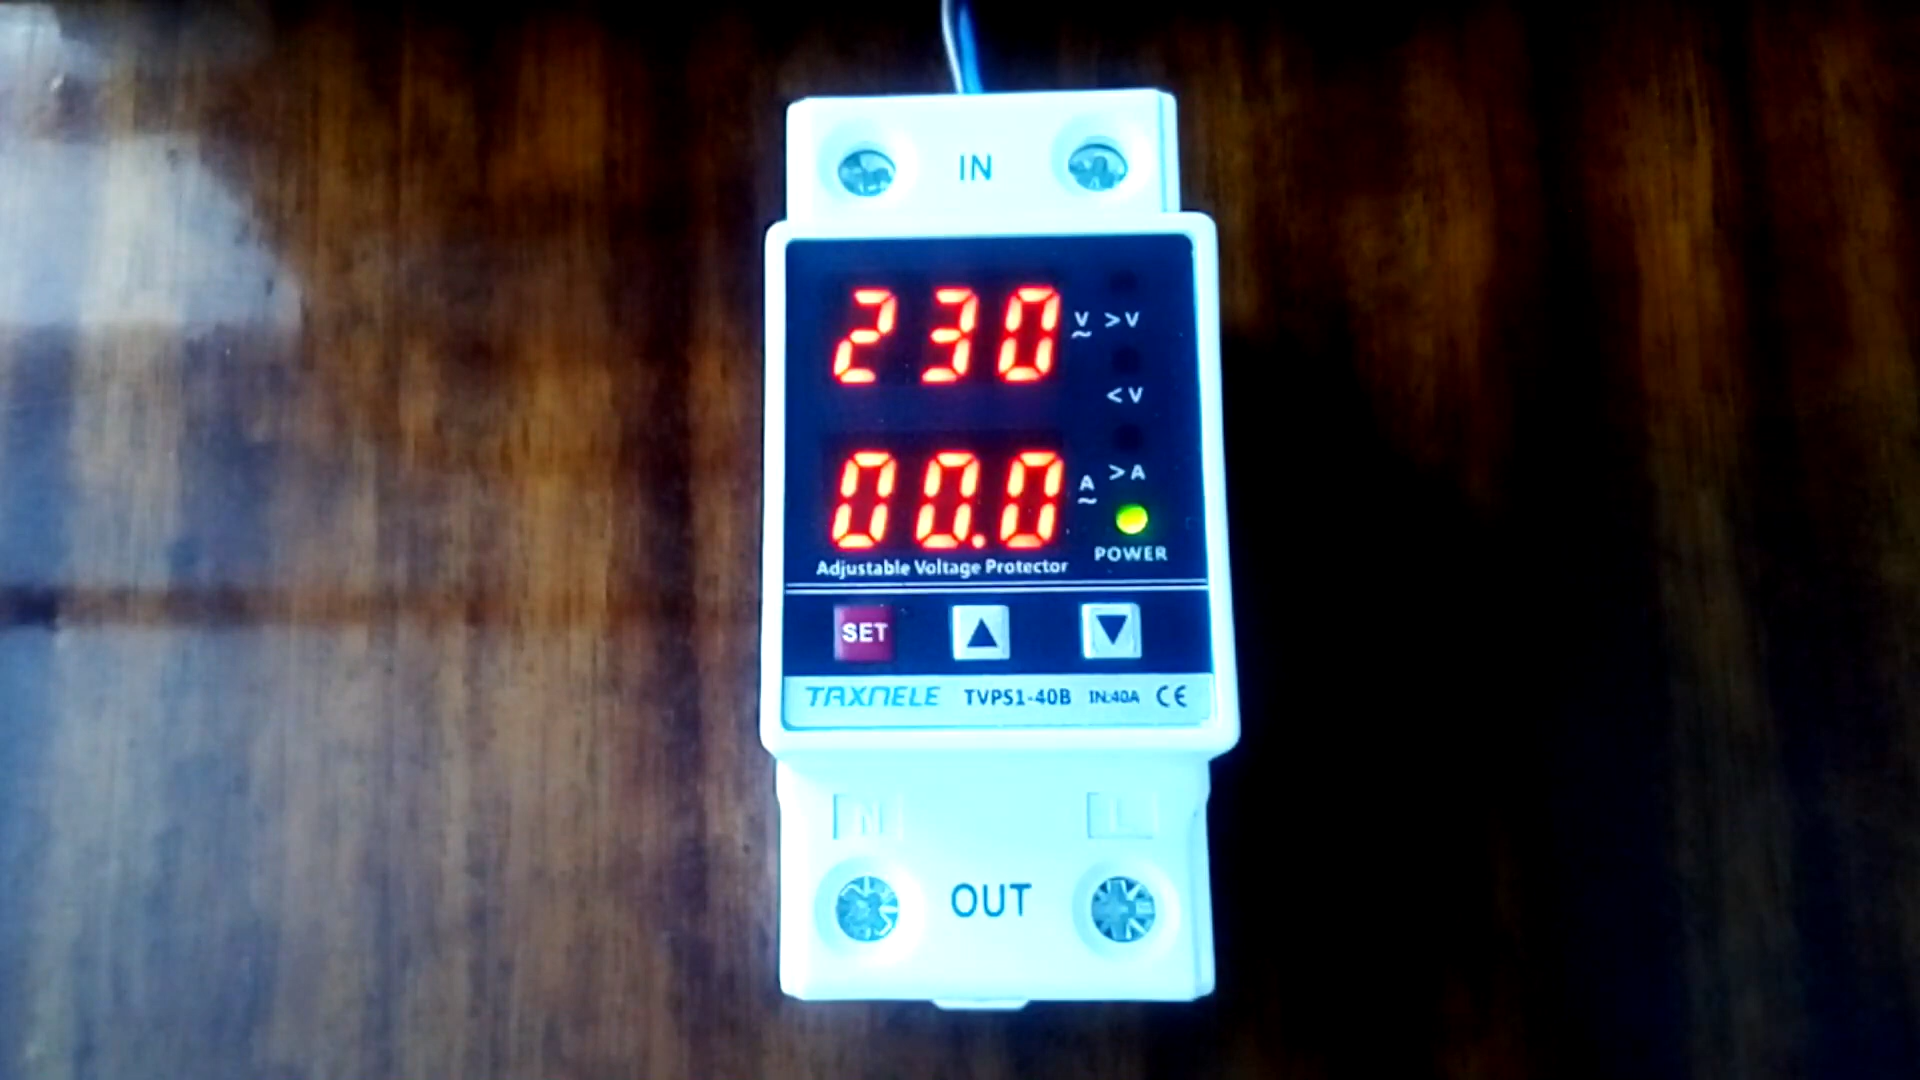 IN
230 V~ >V
<V
>A
00.0 A~
POWER
Adjustable Voltage Protector
SET ▲ ▼
TAXNELE TVPS1-40B IN:40A CE
N L
OUT